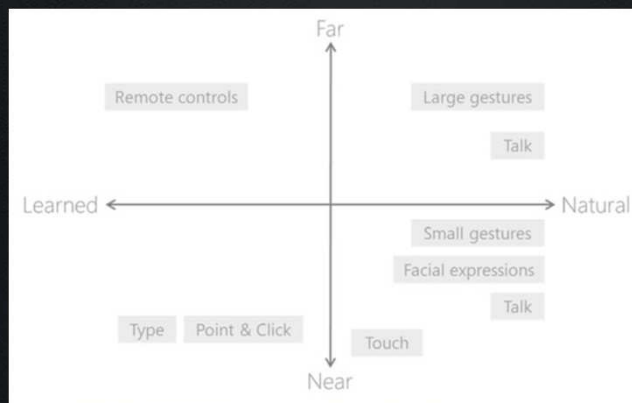 Far
Remote controls
Large gestures
Talk
Learned
Natural
Small gestures
Facial expressions
Talk
Type
Point & Click
Touch
Near